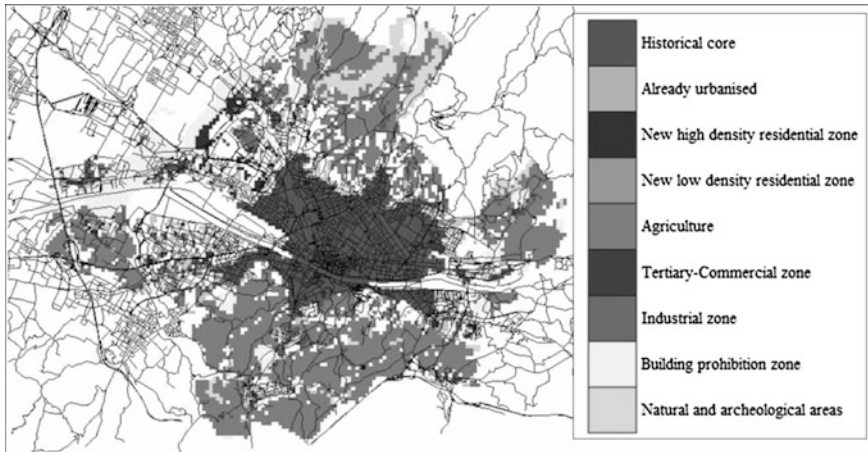 Historical core
Already urbanised
New high density residential zone
New low density residential zone
Agriculture
Tertiary-Commercial zone
Industrial zone
Building prohibition zone
Natural and archeological areas